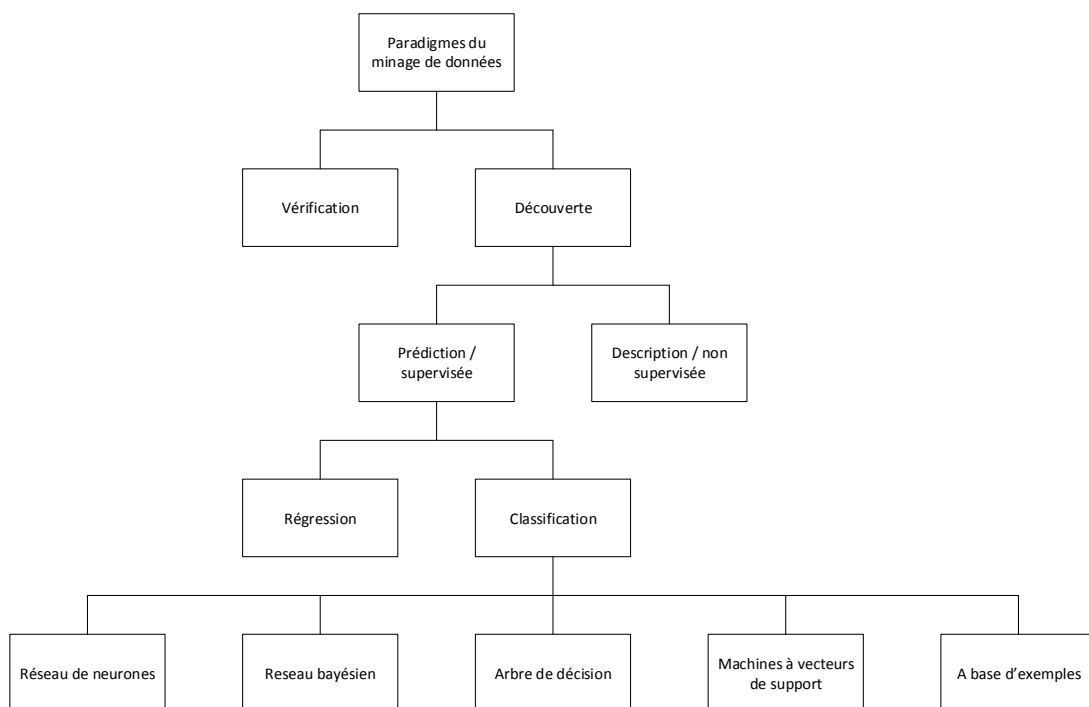 Paradigmes du
minage de données
Vérification
Découverte
Prédiction /
supervisée
Description / non
supervisée
Régression
Classification
Réseau de neurones
Reseau bayésien
Arbre de décision
Machines à vecteurs
de support
A base d’exemples